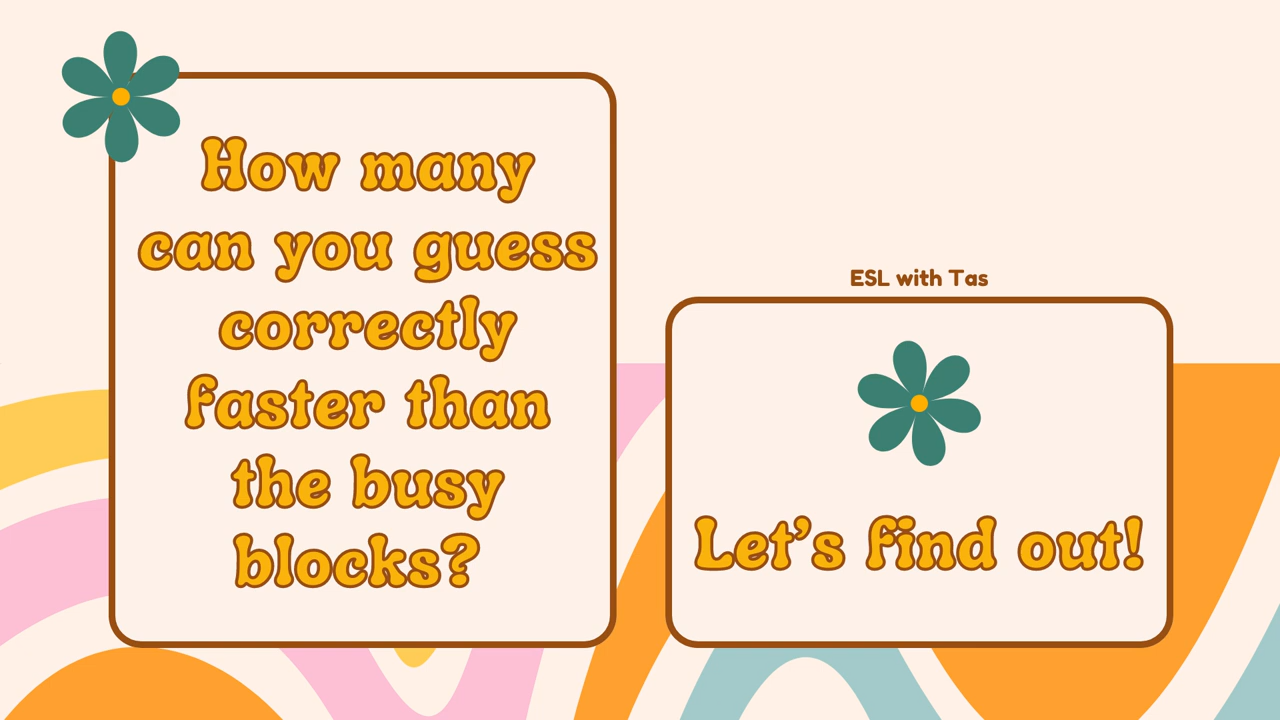 How many
can you guess
correctly
faster than
the busy
blocks?
ESL with Tas
Let's find out!